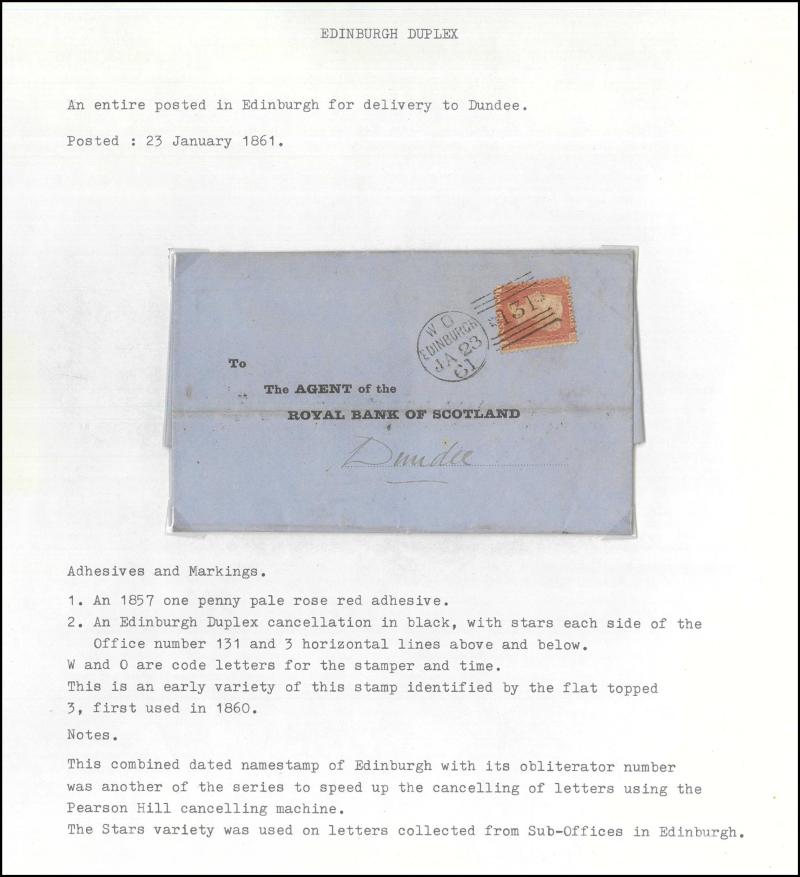 EDINBURGH DUPLEX
An entire posted in Edinburgh for delivery to Dundee.
Posted : 23 January 1861.
131
W O
EDINBURGH
JA 23
61
To
The AGENT of the
ROYAL BANK OF SCOTLAND
Dundee
Adhesives and Markings.
1. An 1857 one penny pale rose red adhesive.
2. An Edinburgh Duplex cancellation in black, with stars each side of the
Office number 131 and 3 horizontal lines above and below.
W and O are code letters for the stamper and time.
This is an early variety of this stamp identified by the flat topped
3, first used in 1860.
Notes.
This combined dated namestamp of Edinburgh with its obliterator number
was another of the series to speed up the cancelling of letters using the
Pearson Hill cancelling machine.
The Stars variety was used on letters collected from Sub-Offices in Edinburgh.